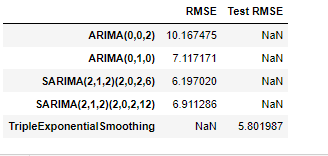 RMSE Test RMSE
ARIMA(0,0,2) 10.167475 NaN
ARIMA(0,1,0) 7.117171 NaN
SARIMA(2,1,2)(2,0,2,6) 6.197020 NaN
SARIMA(2,1,2)(2,0,2,12) 6.911286 NaN
TripleExponentialSmoothing NaN 5.801987